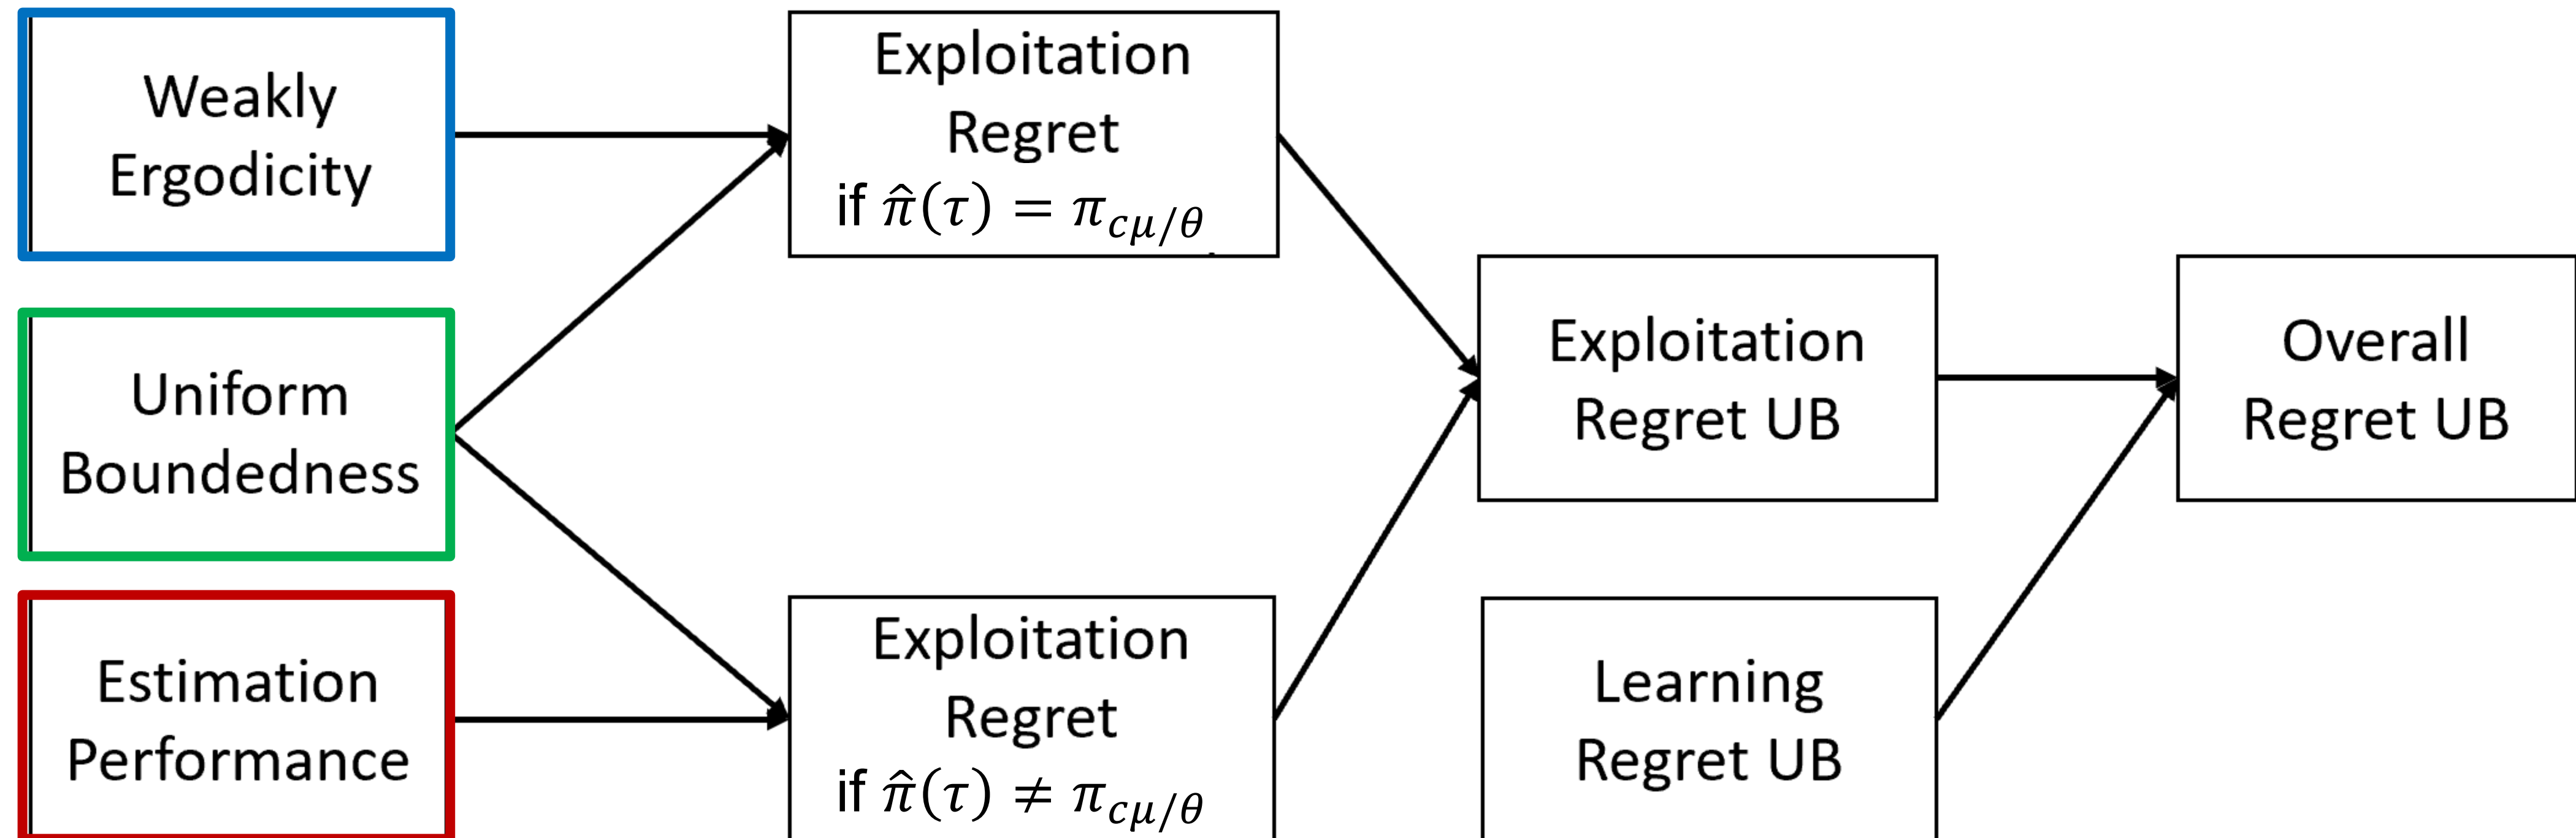 Weakly
Ergodicity
Exploitation
Regret
if π̂(τ) = π_{cμ/θ}
Uniform
Boundedness
Exploitation
Regret UB
Overall
Regret UB
Estimation
Performance
Exploitation
Regret
if π̂(τ) ≠ π_{cμ/θ}
Learning
Regret UB